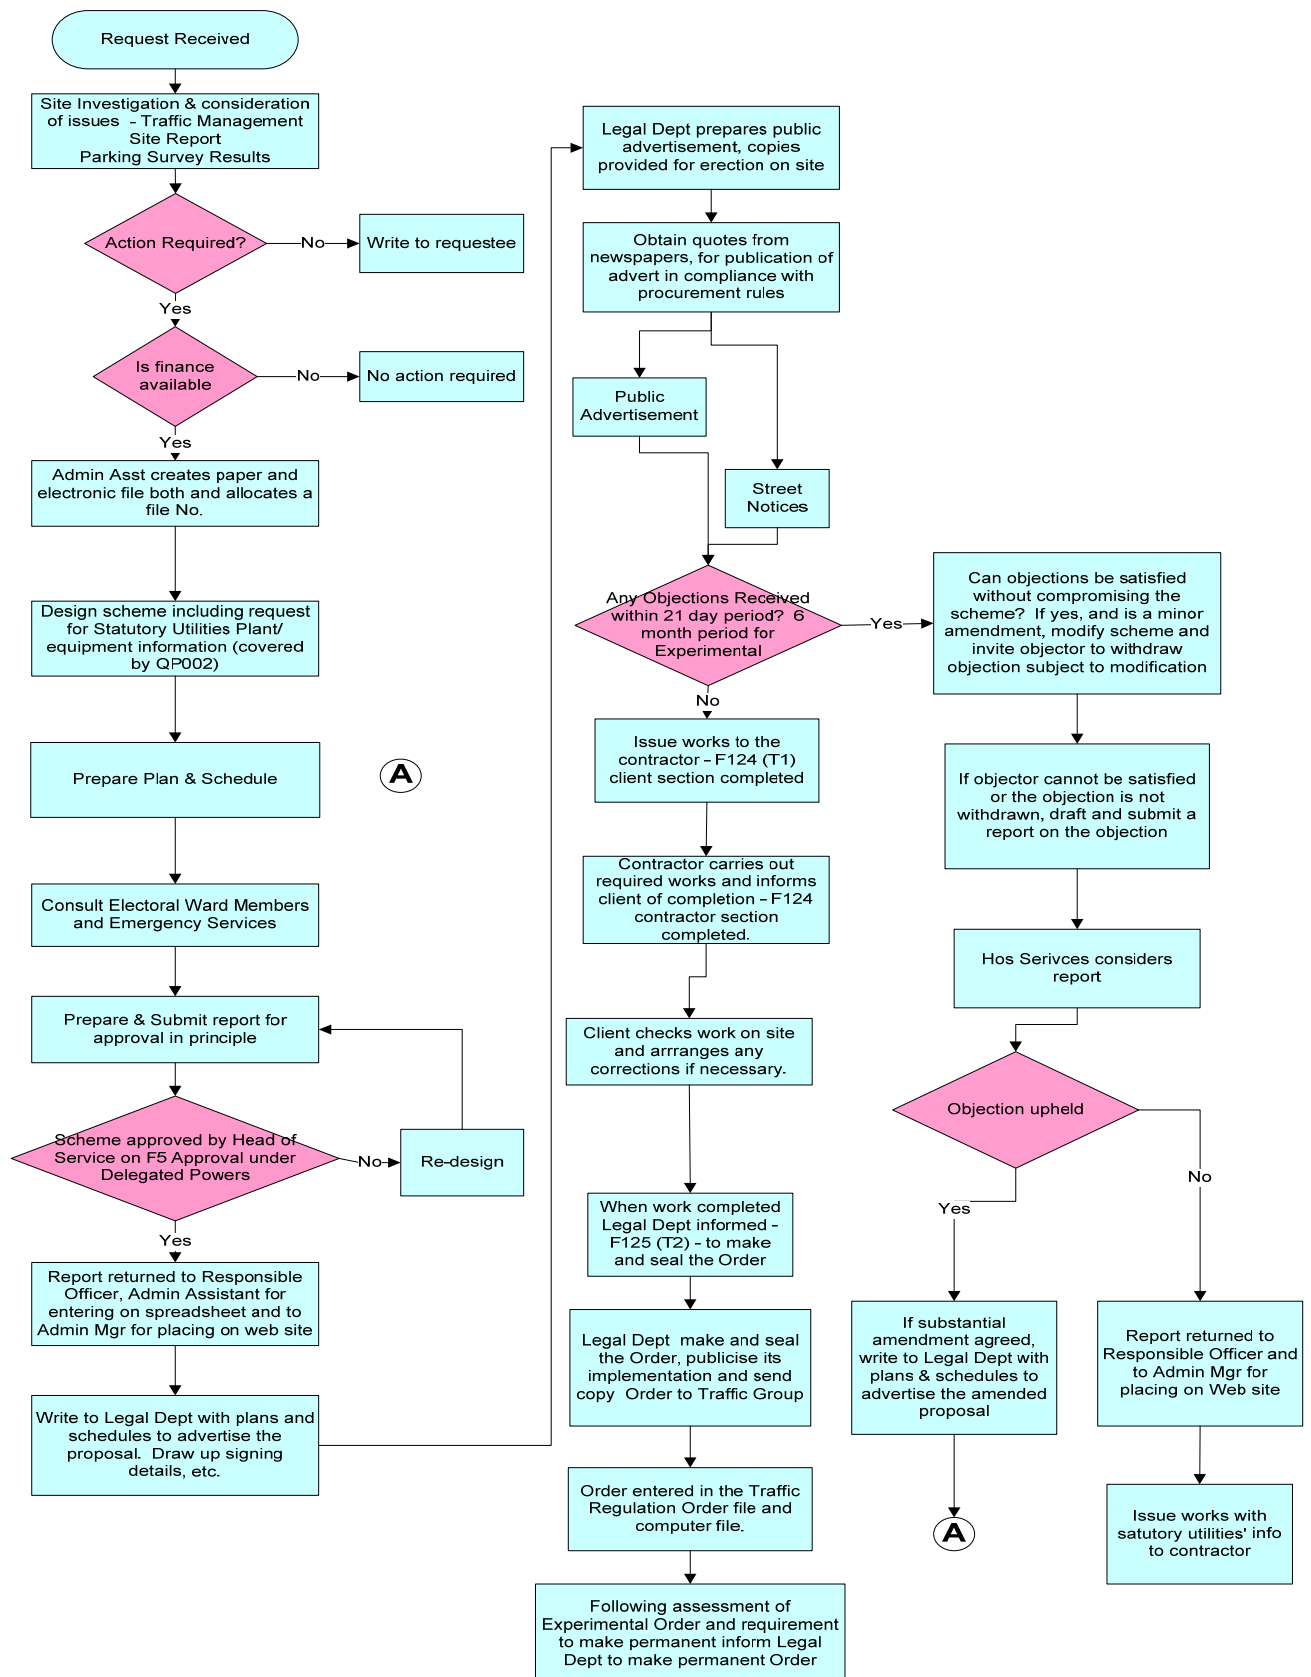 Request Received
Site Investigation & consideration
of issues - Traffic Management
Site Report
Parking Survey Results
Action Required?
No
Write to requestee
Yes
Is finance
available
No
No action required
Yes
Admin Asst creates paper and
electronic file both and allocates a
file No.
Design scheme including request
for Statutory Utilities Plant/
equipment information (covered
by QP002)
Prepare Plan & Schedule
A
Consult Electoral Ward Members
and Emergency Services
Prepare & Submit report for
approval in principle
Scheme approved by Head of
Service on F5 Approval under
Delegated Powers
No
Re-design
Yes
Report returned to Responsible
Officer, Admin Assistant for
entering on spreadsheet and to
Admin Mgr for placing on web site
Write to Legal Dept with plans and
schedules to advertise the
proposal. Draw up signing
details, etc.
Legal Dept prepares public
advertisement, copies
provided for erection on site
Obtain quotes from
newspapers, for publication of
advert in compliance with
procurement rules
Public
Advertisement
Street
Notices
Any Objections Received
within 21 day period? 6
month period for
Experimental
Yes
No
Issue works to the
contractor - F124 (T1)
client section completed
Contractor carries out
required works and informs
client of completion - F124
contractor section
completed.
Client checks work on site
and arrranges any
corrections if necessary.
When work completed
Legal Dept informed -
F125 (T2) - to make
and seal the Order
Legal Dept make and seal
the Order, publicise its
implementation and send
copy Order to Traffic Group
Order entered in the Traffic
Regulation Order file and
computer file.
Following assessment of
Experimental Order and requirement
to make permanent inform Legal
Dept to make permanent Order
Can objections be satisfied
without compromising the
scheme? If yes, and is a minor
amendment, modify scheme and
invite objector to withdraw
objection subject to modification
If objector cannot be satisfied
or the objection is not
withdrawn, draft and submit a
report on the objection
Hos Serivces considers
report
Objection upheld
Yes
No
If substantial
amendment agreed,
write to Legal Dept with
plans & schedules to
advertise the amended
proposal
A
Report returned to
Responsible Officer and
to Admin Mgr for
placing on Web site
Issue works with
satutory utilities' info
to contractor